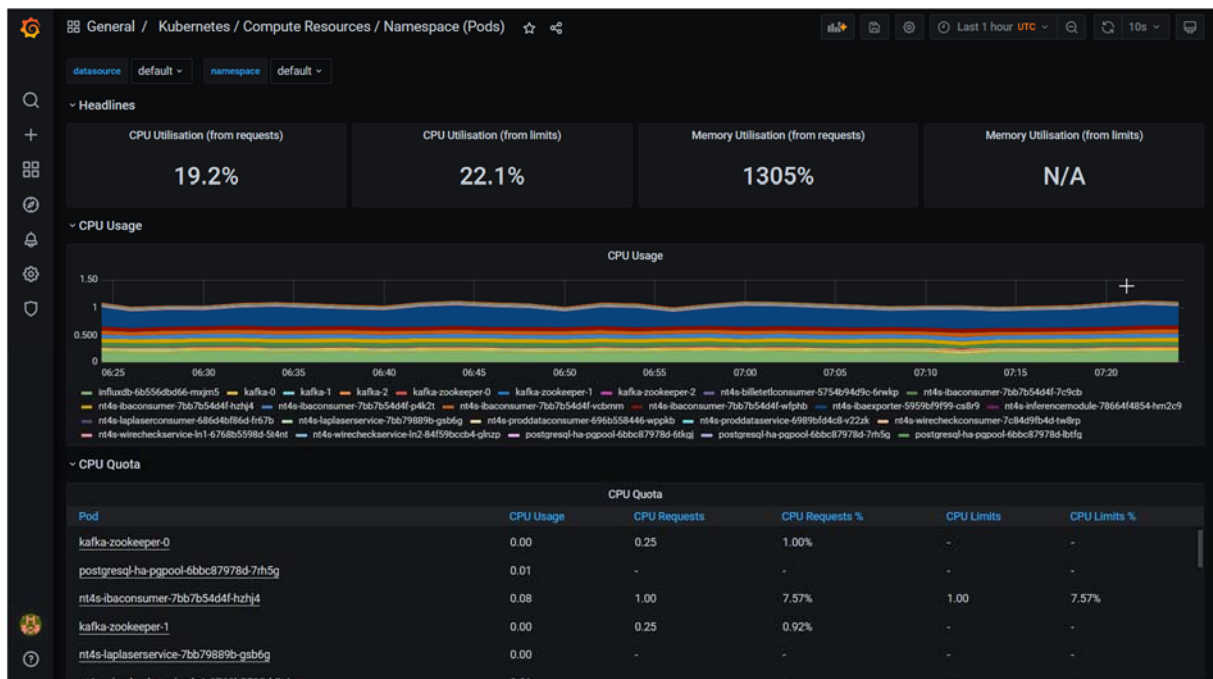 General / Kubernetes / Compute Resources / Namespace (Pods)
Last 1 hour UTC
10s
datasource default namespace default
Headlines
CPU Utilisation (from requests) CPU Utilisation (from limits) Memory Utilisation (from requests) Memory Utilisation (from limits)
19.2% 22.1% 1305% N/A
CPU Usage
CPU Usage
1.50
1
0.500
0
06:25 06:30 06:35 06:40 06:45 06:50 06:55 07:00 07:05 07:10 07:15 07:20
influxdb-6b556dbd66-mxjm5 kafka-0 kafka-1 kafka-2 kafka-zookeeper-0 kafka-zookeeper-1 kafka-zookeeper-2 nt4s-billetetlconsumer-5754b94d9c-6rwkp nt4s-ibaconsumer-7bb7b54d4f-7c9cb
nt4s-ibaconsumer-7bb7b54d4f-hzhj4 nt4s-ibaconsumer-7bb7b54d4f-p4k2t nt4s-ibaconsumer-7bb7b54d4f-vcbmm nt4s-ibaconsumer-7bb7b54d4f-wfphb nt4s-ibaexporter-5959bf9f99-cs8r9 nt4s-inferencemodule-78664f4854-hm2c9
nt4s-laplaserconsumer-686d4bf86d-fr67b nt4s-laplaserservice-7bb79889b-gsb6g nt4s-proddataconsumer-696b558446-wppkb nt4s-proddataservice-6989bfd4c8-v22zk nt4s-wirecheckconsumer-7c84d9fb4d-tw8rp
nt4s-wirecheckservice-ln1-6768b5598d-5t4nt nt4s-wirecheckservice-ln2-84f59bccb4-glnzp postgresql-ha-pgpool-6bbc87978d-6tkgj postgresql-ha-pgpool-6bbc87978d-7rh5g postgresql-ha-pgpool-6bbc87978d-lbtfg
CPU Quota
CPU Quota
Pod CPU Usage CPU Requests CPU Requests % CPU Limits CPU Limits %
kafka-zookeeper-0 0.00 0.25 1.00% - -
postgresql-ha-pgpool-6bbc87978d-7rh5g 0.01 - - - -
nt4s-ibaconsumer-7bb7b54d4f-hzhj4 0.08 1.00 7.57% 1.00 7.57%
kafka-zookeeper-1 0.00 0.25 0.92% - -
nt4s-laplaserservice-7bb79889b-gsb6g 0.00 - - - -